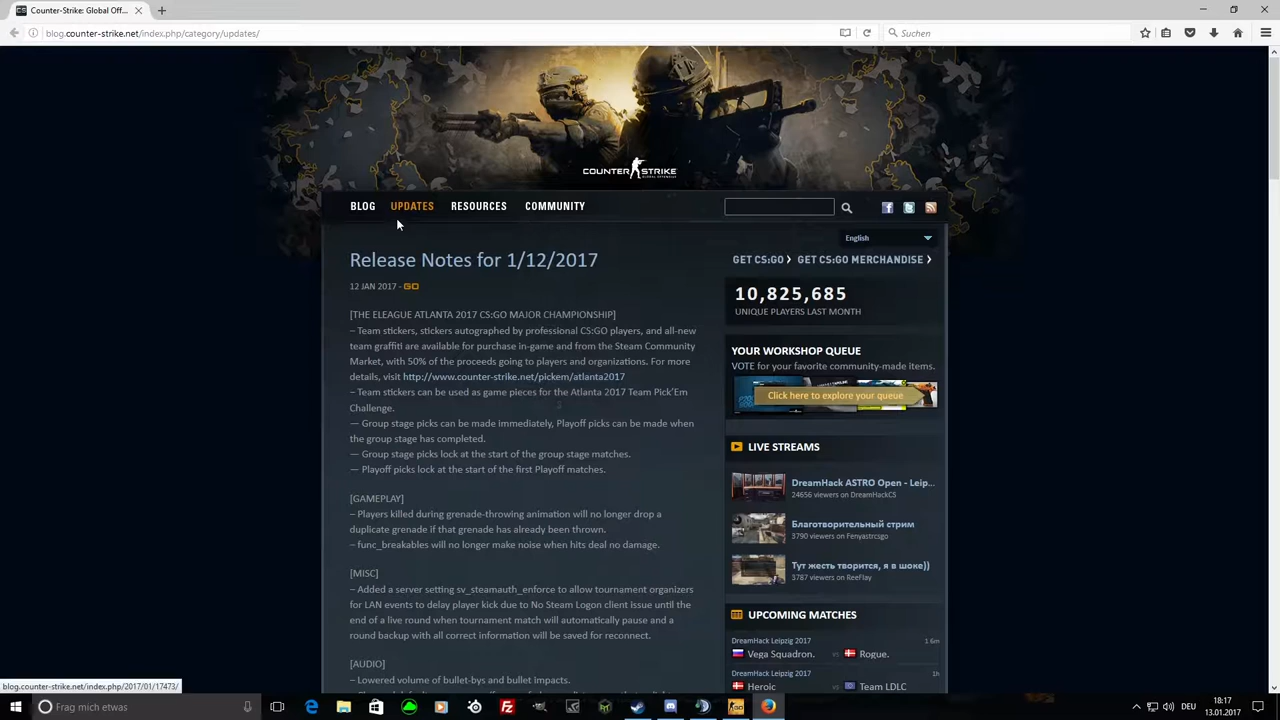 Counter-Strike: Global Off...
blog.counter-strike.net/index.php/category/updates/
Suchen
COUNTER STRIKE
BLOG UPDATES RESOURCES COMMUNITY
English
Release Notes for 1/12/2017
12 JAN 2017 - GO
[THE ELEAGUE ATLANTA 2017 CS:GO MAJOR CHAMPIONSHIP]
– Team stickers, stickers autographed by professional CS:GO players, and all-new
team graffiti are available for purchase in-game and from the Steam Community
Market, with 50% of the proceeds going to players and organizations. For more
details, visit http://www.counter-strike.net/pickem/atlanta2017
– Team stickers can be used as game pieces for the Atlanta 2017 Team Pick'Em
Challenge.
— Group stage picks can be made immediately, Playoff picks can be made when
the group stage has completed.
— Group stage picks lock at the start of the group stage matches.
— Playoff picks lock at the start of the first Playoff matches.
[GAMEPLAY]
– Players killed during grenade-throwing animation will no longer drop a
duplicate grenade if that grenade has already been thrown.
– func_breakables will no longer make noise when hits deal no damage.
[MISC]
– Added a server setting sv_steamauth_enforce to allow tournament organizers
for LAN events to delay player kick due to No Steam Logon client issue until the
end of a live round when tournament match will automatically pause and a
round backup with all correct information will be saved for reconnect.
[AUDIO]
– Lowered volume of bullet-bys and bullet impacts.
GET CS:GO GET CS:GO MERCHANDISE
10,825,685
UNIQUE PLAYERS LAST MONTH
YOUR WORKSHOP QUEUE
VOTE for your favorite community-made items.
Click here to explore your queue
LIVE STREAMS
DreamHack ASTRO Open - Leip...
24656 viewers on DreamHackCS
Благотворительный стрим
3790 viewers on Fenyastrcsgo
Тут жесть творится, я в шоке))
3787 viewers on ReeFlay
UPCOMING MATCHES
DreamHack Leipzig 2017 1 6m
Vega Squadron. vs Rogue.
DreamHack Leipzig 2017 1h
Heroic vs Team LDLC
blog.counter-strike.net/index.php/2017/01/17473/
Frag mich etwas
DEU
18:17
13.01.2017